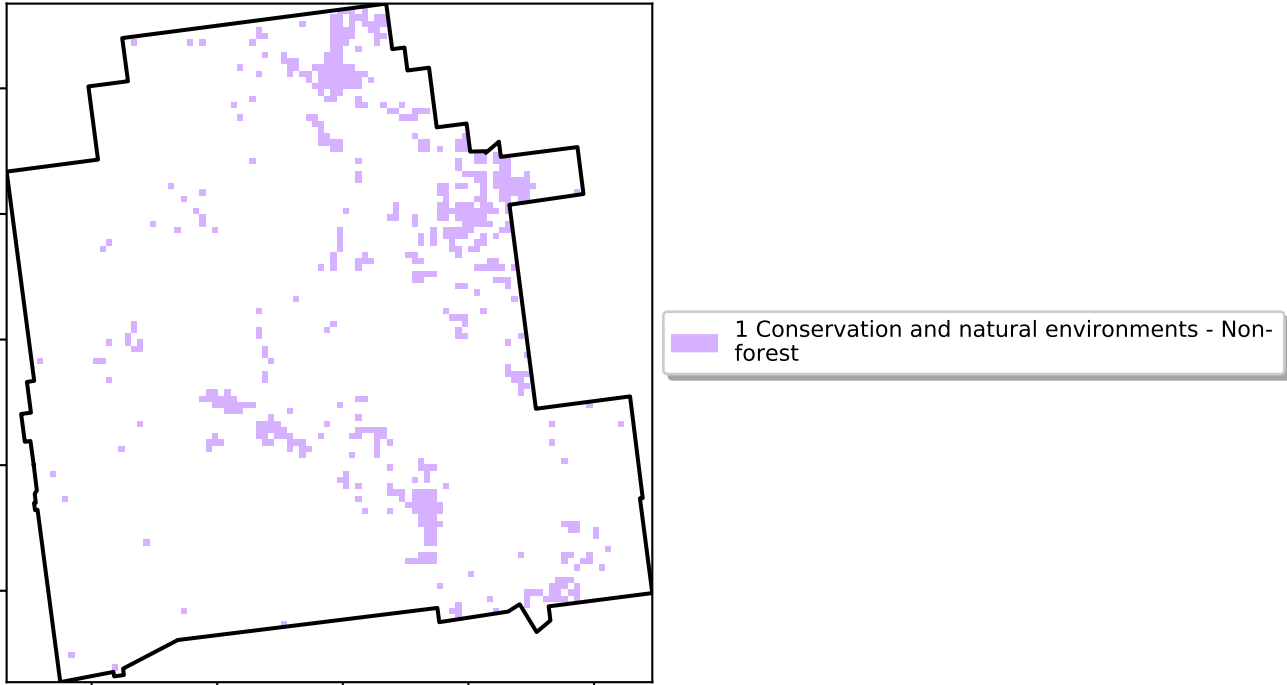 1 Conservation and natural environments - Non-
forest